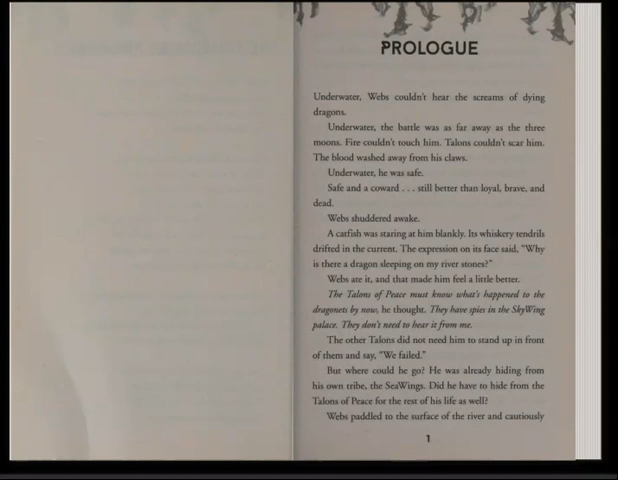 PROLOGUE
Underwater, Webs couldn't hear the screams of dying
dragons.
Underwater, the battle was as far away as the three
moons. Fire couldn't touch him. Talons couldn't scar him.
The blood washed away from his claws.
Underwater, he was safe.
Safe and a coward . . . still better than loyal, brave, and
dead.
Webs shuddered awake.
A catfish was staring at him blankly. Its whiskery tendrils
drifted in the current. The expression on its face said, "Why
is there a dragon sleeping on my river stones?"
Webs ate it, and that made him feel a little better.
The Talons of Peace must know what's happened to the
dragonets by now, he thought. They have spies in the SkyWing
palace. They don't need to hear it from me.
The other Talons did not need him to stand up in front
of them and say, "We failed."
But where could he go? He was already hiding from
his own tribe, the SeaWings. Did he have to hide from the
Talons of Peace for the rest of his life as well?
Webs paddled to the surface of the river and cautiously
1